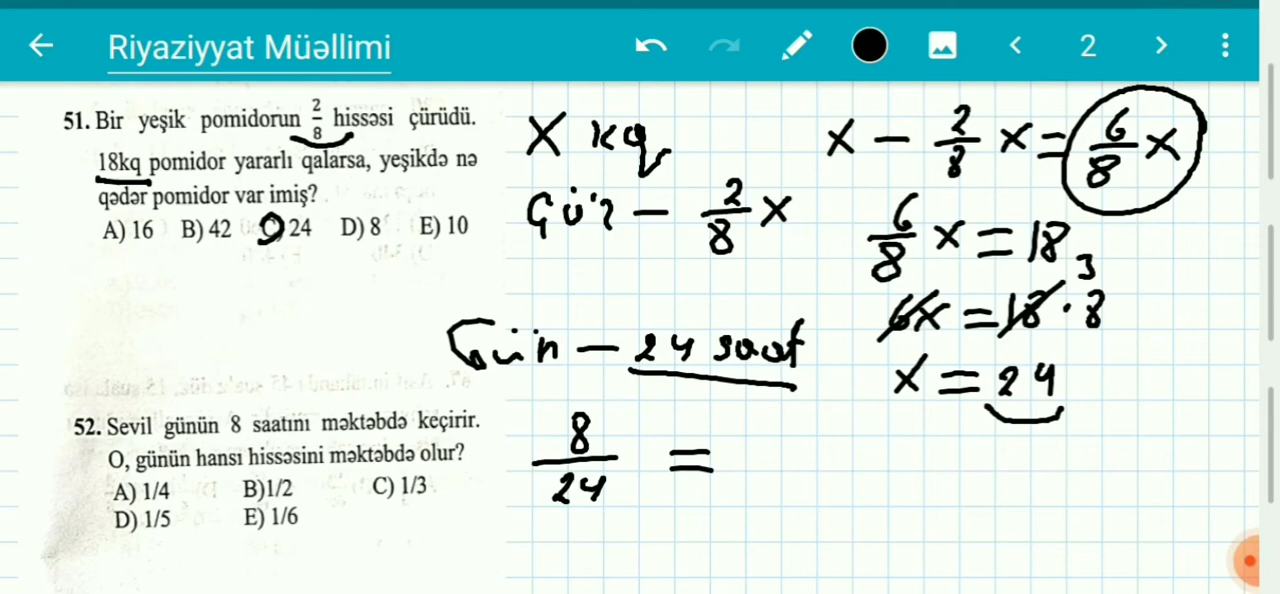 Riyaziyyat Müəllimi
2
51. Bir yeşik pomidorun 2/8 hissəsi çürüdü.
18kq pomidor yararlı qalarsa, yeşikdə nə
qədər pomidor var imiş?
A) 16 B) 42 C) 24 D) 8 E) 10
X kq
Çür - 2/8 x
x - 2/8 x = 6/8 x
6/8 x = 18
6x = 18 · 8
3
x = 24
Gün - 24 saat
52. Sevil günün 8 saatını məktəbdə keçirir.
O, günün hansı hissəsini məktəbdə olur?
A) 1/4 B)1/2 C) 1/3
D) 1/5 E) 1/6
8/24 =